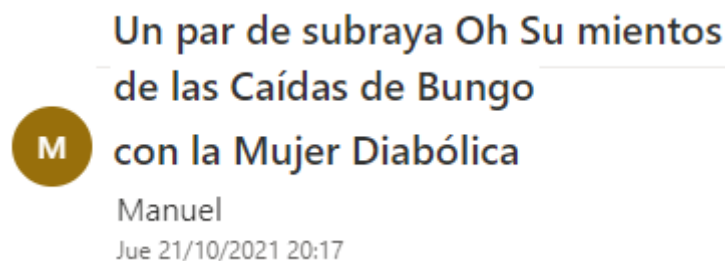 Un par de subraya Oh Su mientos
de las Caídas de Bungo
M
con la Mujer Diabólica
Manuel
Jue 21/10/2021 20:17